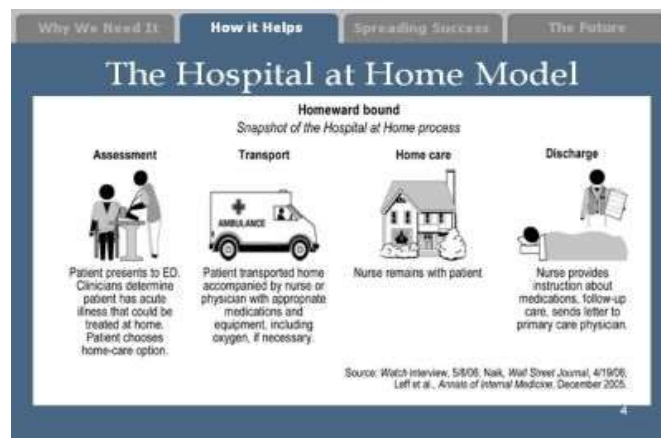 Why We Need It
How it Helps
Spreading Success
The Future
The Hospital at Home Model
Homeward bound
Snapshot of the Hospital at Home process
Assessment
Transport
Home care
Discharge
AMBULANCE
Patient presents to ED.
Clinicians determine
patient has acute
illness that could be
treated at home.
Patient chooses
home-care option.
Patient transported home
accompanied by nurse or
physician with appropriate
medications and
equipment, including
oxygen, if necessary.
Nurse remains with patient
Nurse provides
instruction about
medications, follow-up
care, sends letter to
primary care physician.
Source: Watch interview, 5/8/06; Naik, Wall Street Journal, 4/19/06;
Leff et al., Annals of Internal Medicine, December 2005.
4